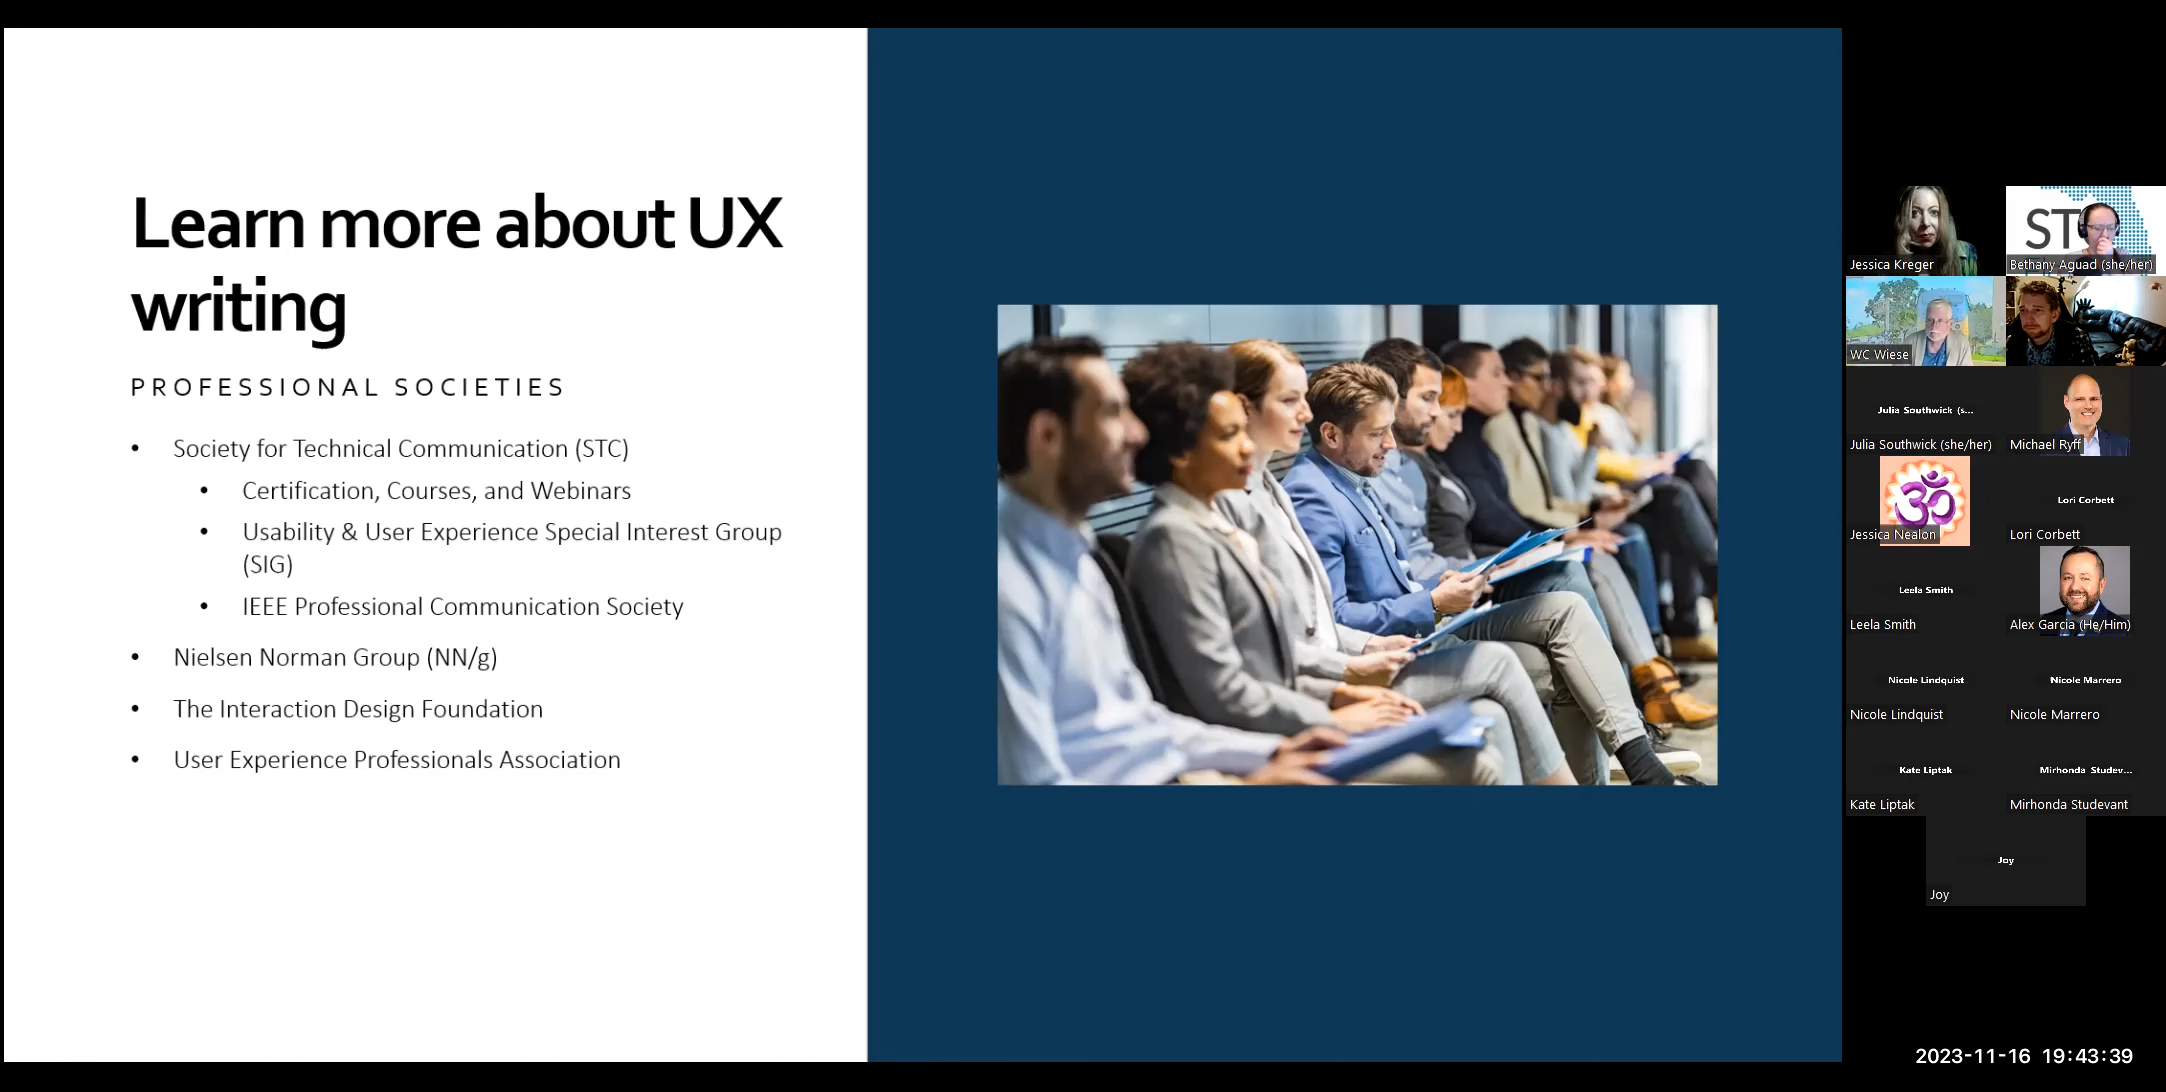 Learn more about UX
writing
PROFESSIONAL SOCIETIES
• Society for Technical Communication (STC)
• Certification, Courses, and Webinars
• Usability & User Experience Special Interest Group
(SIG)
• IEEE Professional Communication Society
• Nielsen Norman Group (NN/g)
• The Interaction Design Foundation
• User Experience Professionals Association
Jessica Kreger
ST
Bethany Aguad (she/her)
WC Wiese
Julia Southwick (s...
Julia Southwick (she/her)
Michael Ryff
ॐ
Jessica Nealon
Lori Corbett
Lori Corbett
Leela Smith
Leela Smith
Alex Garcia (He/Him)
Nicole Lindquist
Nicole Lindquist
Nicole Marrero
Nicole Marrero
Kate Liptak
Kate Liptak
Mirhonda Studev...
Mirhonda Studevant
Joy
Joy
2023-11-16 19:43:39